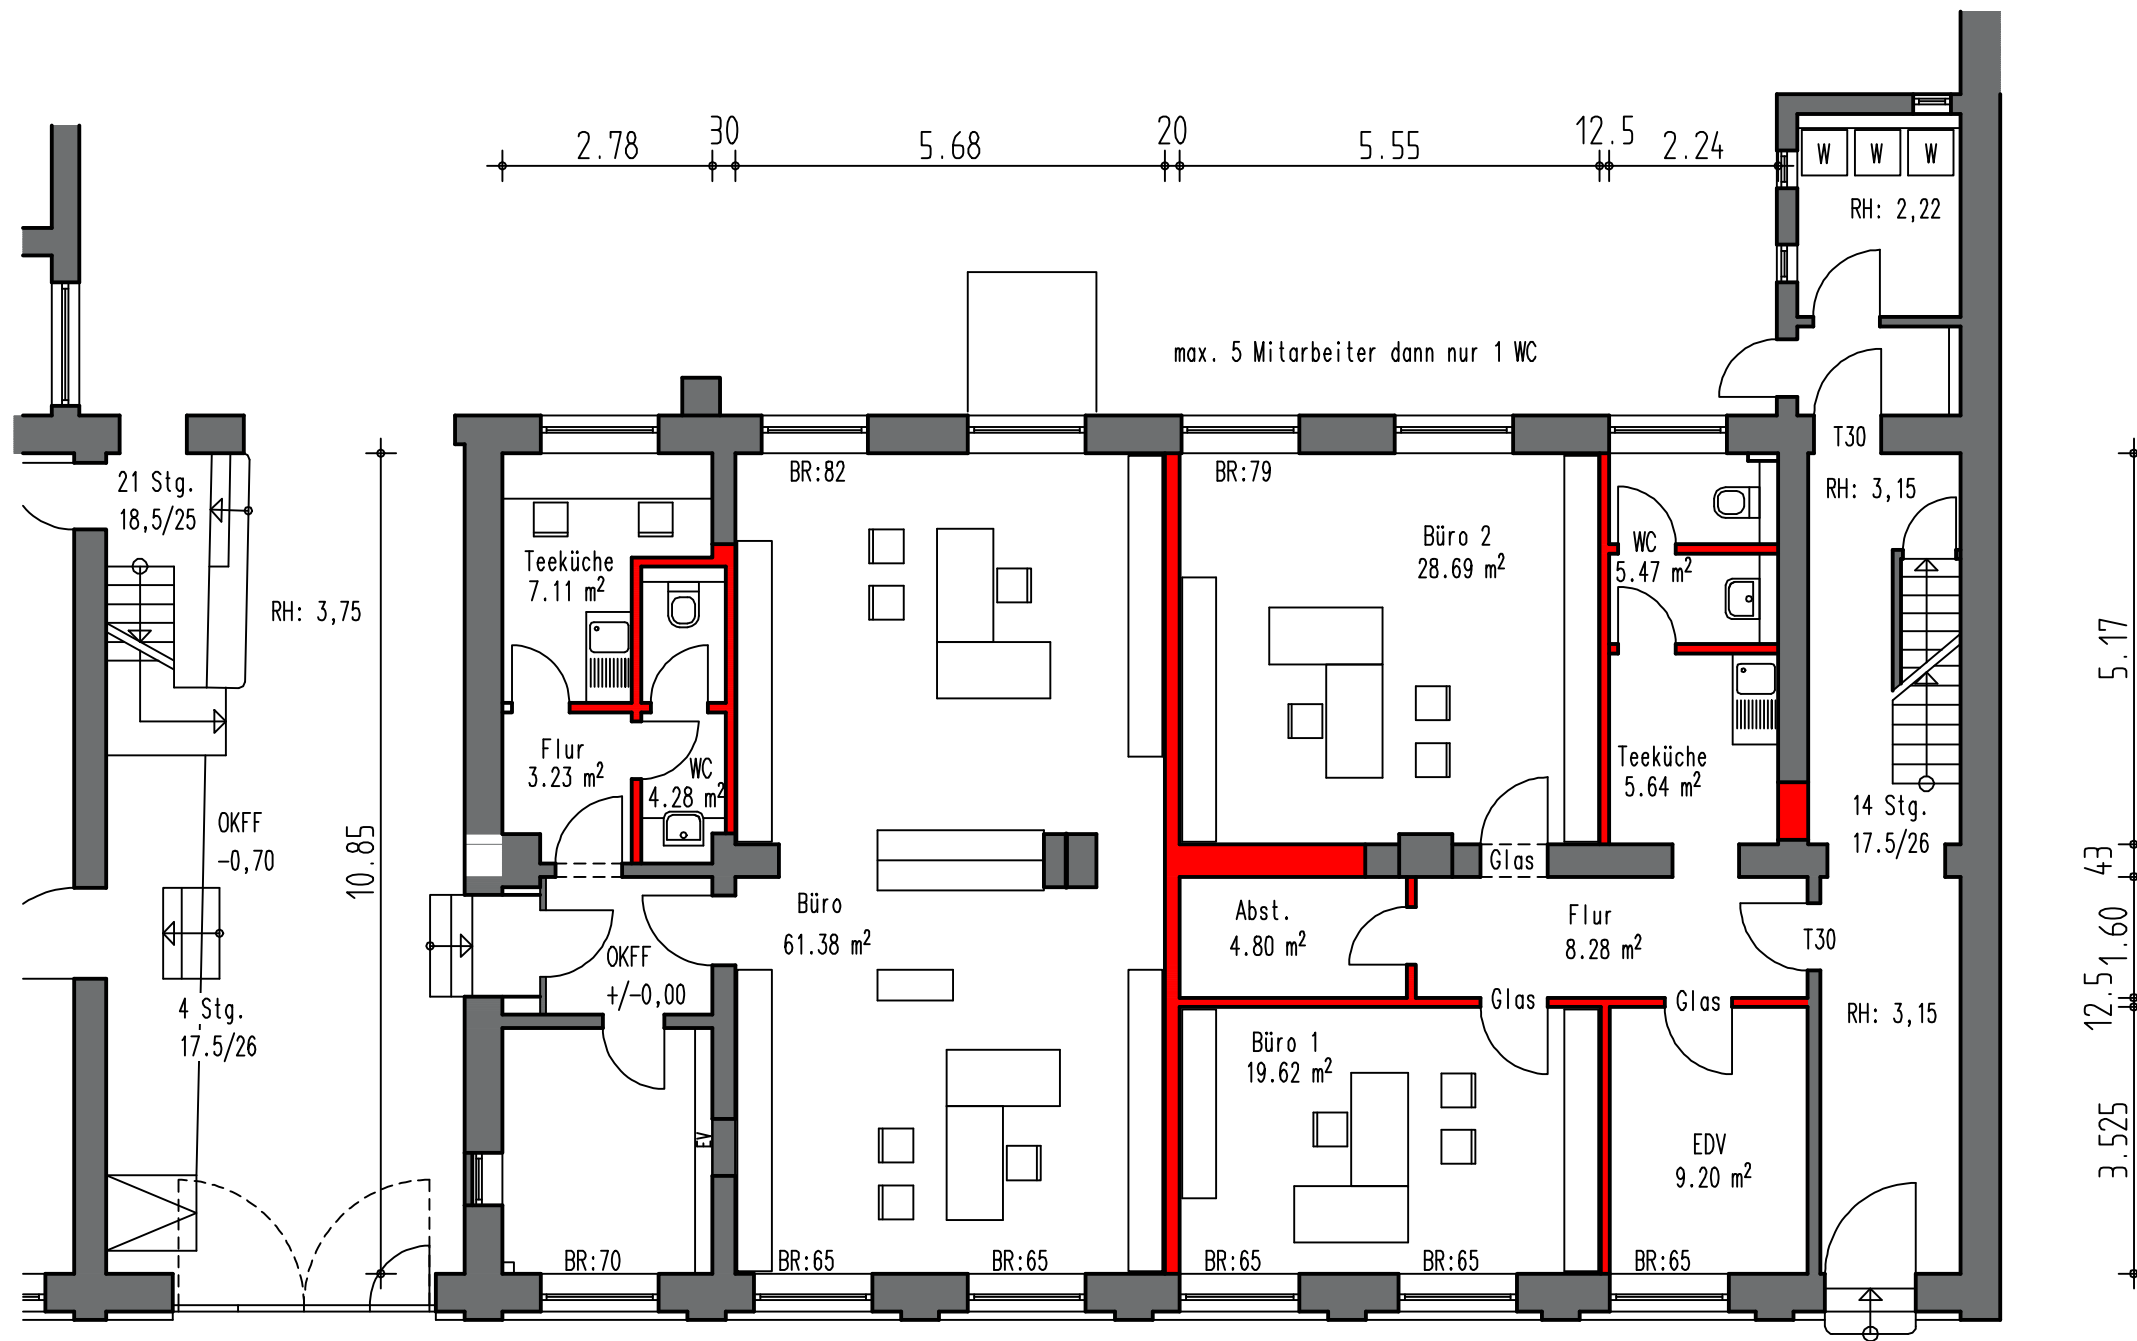 2.78
30
5.68
20
5.55
12.5
2.24
W W W
RH: 2,22
max. 5 Mitarbeiter dann nur 1 WC
T30
RH: 3,15
21 Stg.
18,5/25
RH: 3,75
OKFF
-0,70
4 Stg.
17.5/26
10.85
Teeküche
7.11 m²
Flur
3.23 m²
WC
4.28 m²
OKFF
+/-0,00
EV
BR:70
BR:82
Büro
61.38 m²
BR:65
BR:65
BR:79
Büro 2
28.69 m²
Glas
Abst.
4.80 m²
Flur
8.28 m²
Glas
Glas
Büro 1
19.62 m²
BR:65
BR:65
WC
5.47 m²
Teeküche
5.64 m²
EDV
9.20 m²
BR:65
14 Stg.
17.5/26
T30
RH: 3,15
5.17
43
1.60
12.5
3.525